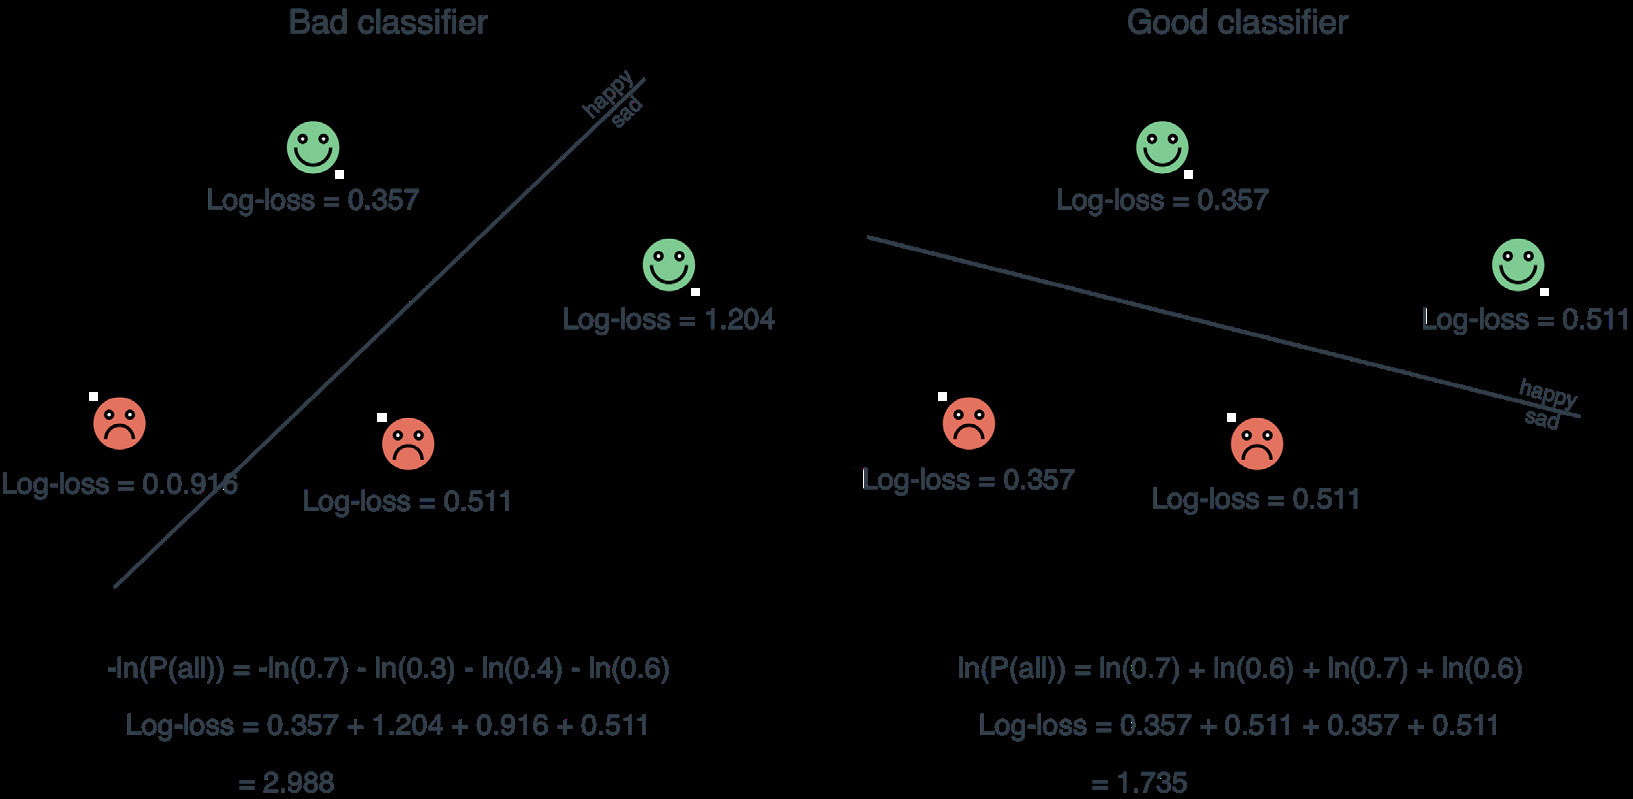 Bad classifier
happy
sad
Log-loss = 0.357
Log-loss = 1.204
Log-loss = 0.0.916
Log-loss = 0.511
-ln(P(all)) = -ln(0.7) - ln(0.3) - ln(0.4) - ln(0.6)
Log-loss = 0.357 + 1.204 + 0.916 + 0.511
= 2.988
Good classifier
Log-loss = 0.357
Log-loss = 0.511
happy
sad
Log-loss = 0.357
Log-loss = 0.511
ln(P(all)) = ln(0.7) + ln(0.6) + ln(0.7) + ln(0.6)
Log-loss = 0.357 + 0.511 + 0.357 + 0.511
= 1.735